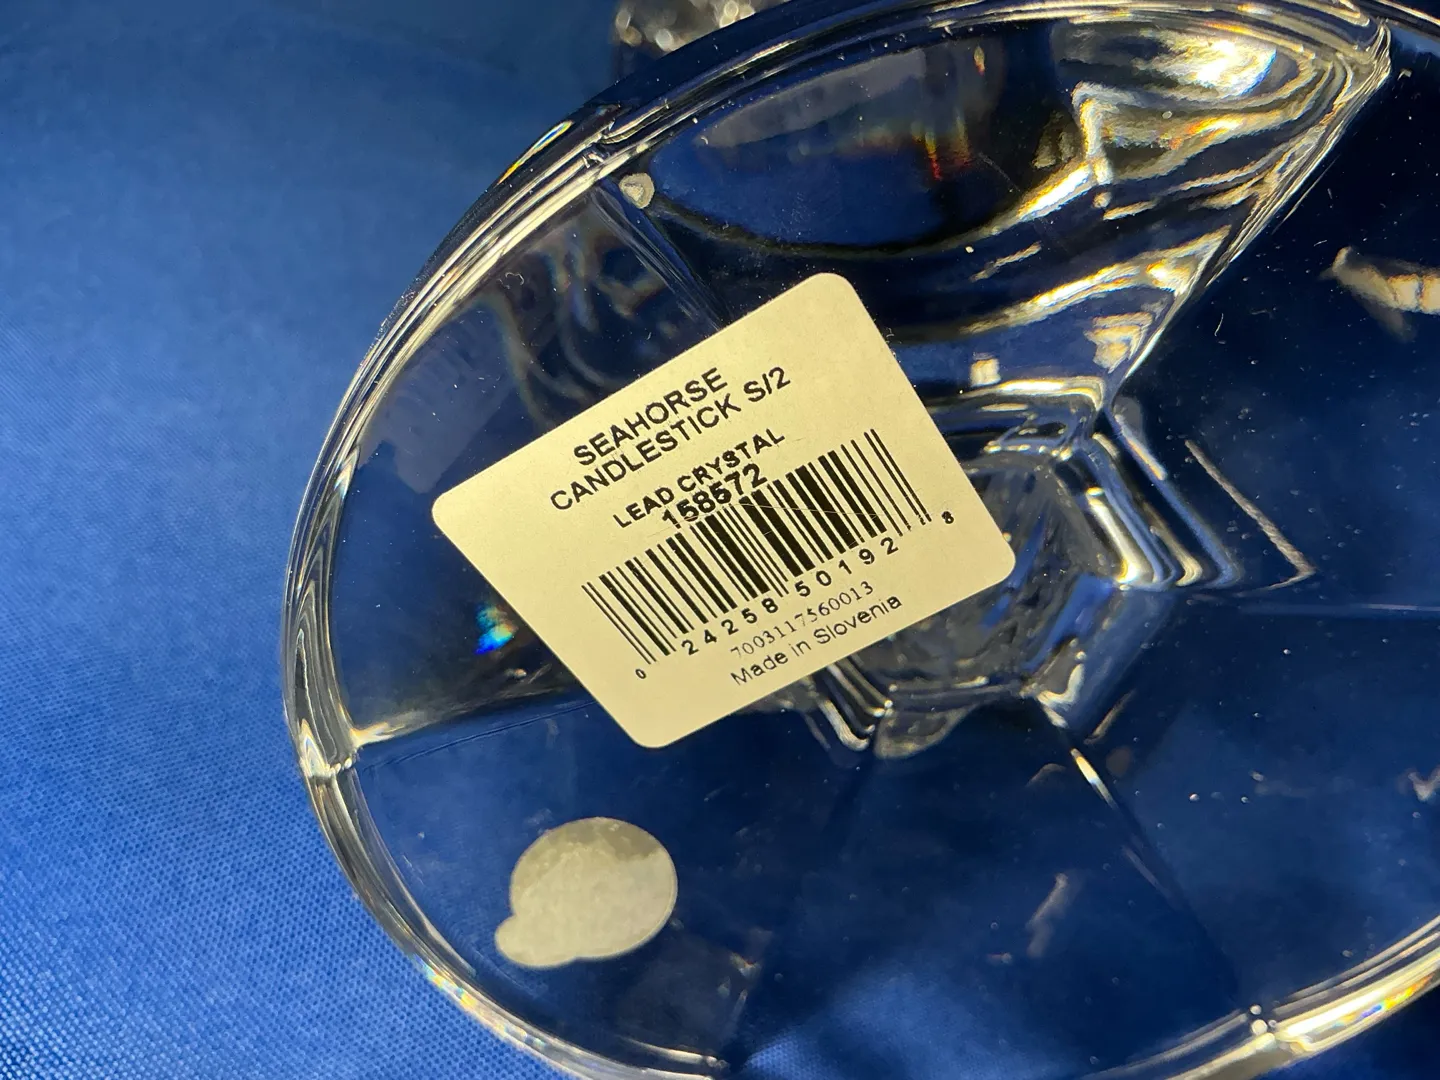 SEAHORSE
CANDLESTICK S/2
LEAD CRYSTAL
158572
0 24258 50192 8
7003117560013
Made in Slovenia